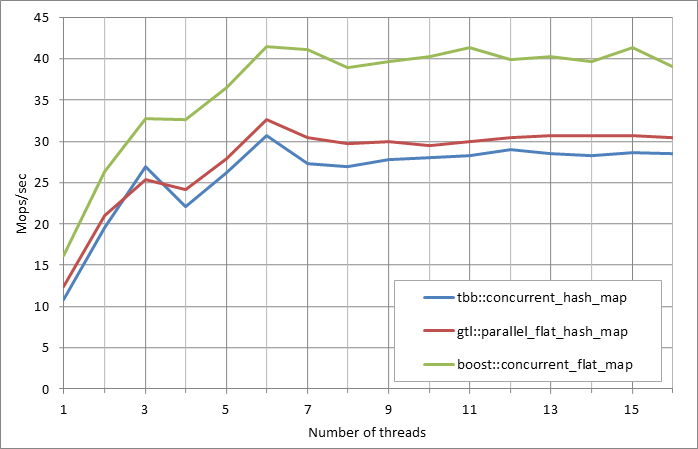 45
40
35
30
25
20
15
10
5
0
Mops/sec
tbb::concurrent_hash_map
gtl::parallel_flat_hash_map
boost::concurrent_flat_map
1 3 5 7 9 11 13 15
Number of threads